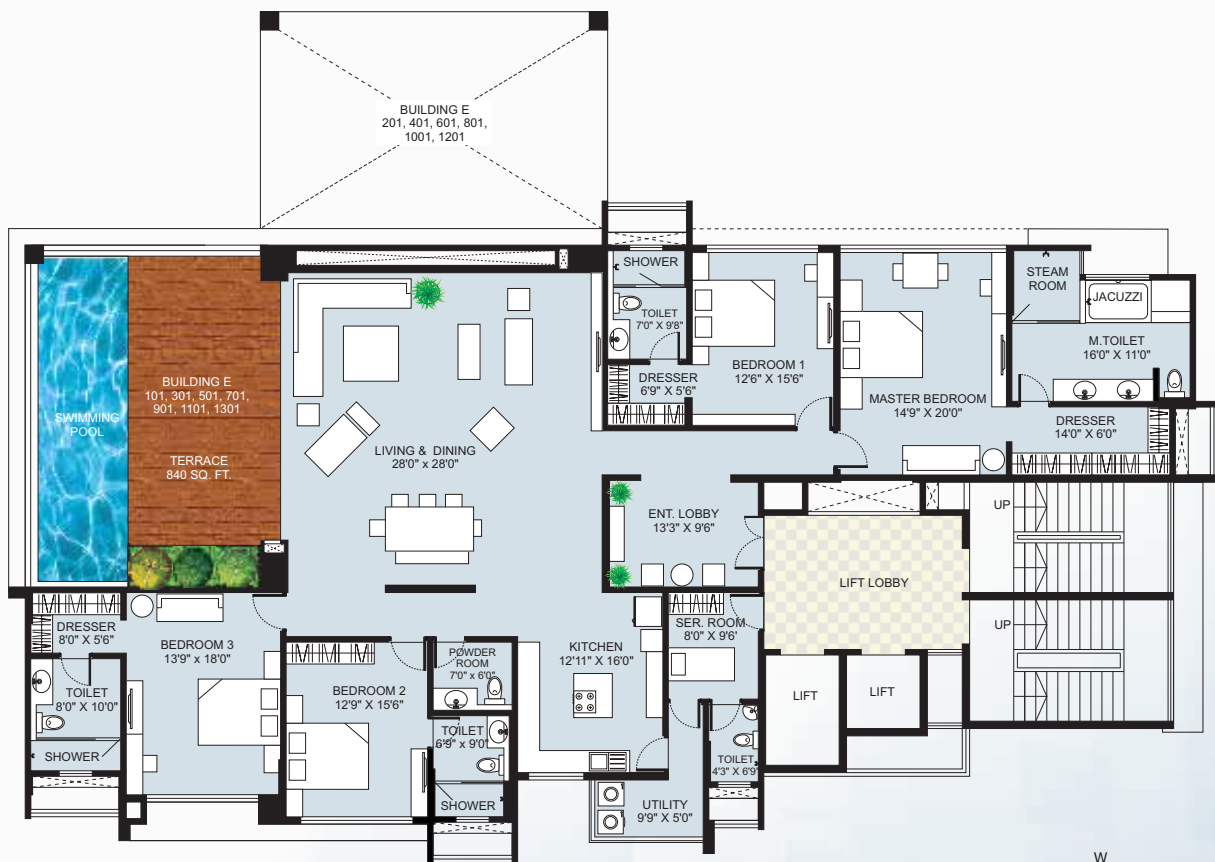 BUILDING E
201, 401, 601, 801,
1001, 1201
SHOWER
TOILET
7'0" X 9'8"
DRESSER
6'9" X 5'6"
BEDROOM 1
12'6" X 15'6"
MASTER BEDROOM
14'9" X 20'0"
STEAM
ROOM
JACUZZI
M.TOILET
16'0" X 11'0"
DRESSER
14'0" X 6'0"
SWIMMING
POOL
BUILDING E
101, 301, 501, 701,
901, 1101, 1301
TERRACE
840 SQ. FT.
LIVING & DINING
28'0" x 28'0"
ENT. LOBBY
13'3" X 9'6"
LIFT LOBBY
UP
UP
DRESSER
8'0" X 5'6"
BEDROOM 3
13'9" x 18'0"
TOILET
8'0" X 10'0"
SHOWER
BEDROOM 2
12'9" X 15'6"
POWDER
ROOM
7'0" x 6'0"
TOILET
6'9" x 9'0"
SHOWER
KITCHEN
12'11" X 16'0"
SER. ROOM
8'0" X 9'6'
TOILET
4'3" X 6'9"
UTILITY
9'9" X 5'0"
LIFT
LIFT
W